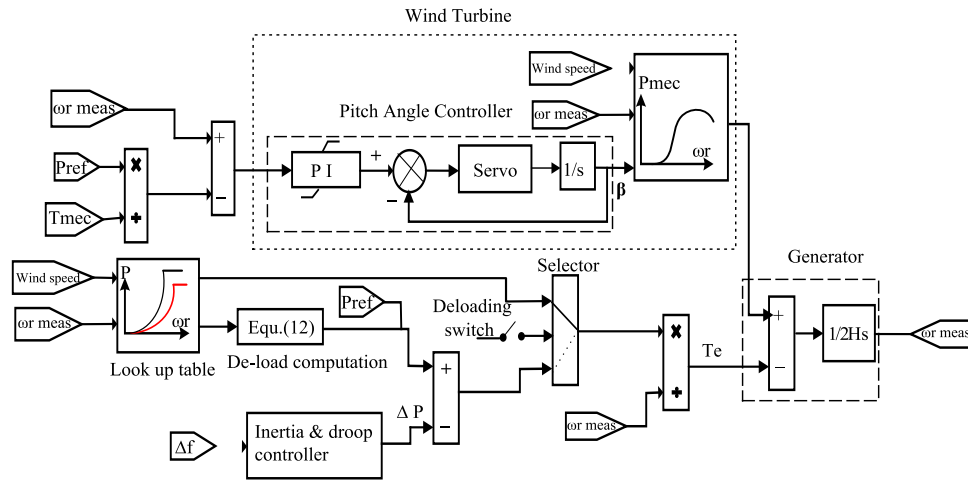 Wind Turbine
Wind speed
Pmec
ωr meas
ωr
ωr meas
Pitch Angle Controller
+
−
Pref
Tmec
×
÷
P I
+
−
Servo
1/s
β
Wind speed
ωr meas
P
ωr
Look up table
Equ.(12)
De-load computation
Pref
Deloading
switch
Selector
Generator
+
−
1/2Hs
ωr meas
×
÷
Te
ωr meas
+
−
Δ P
Δf
Inertia & droop
controller